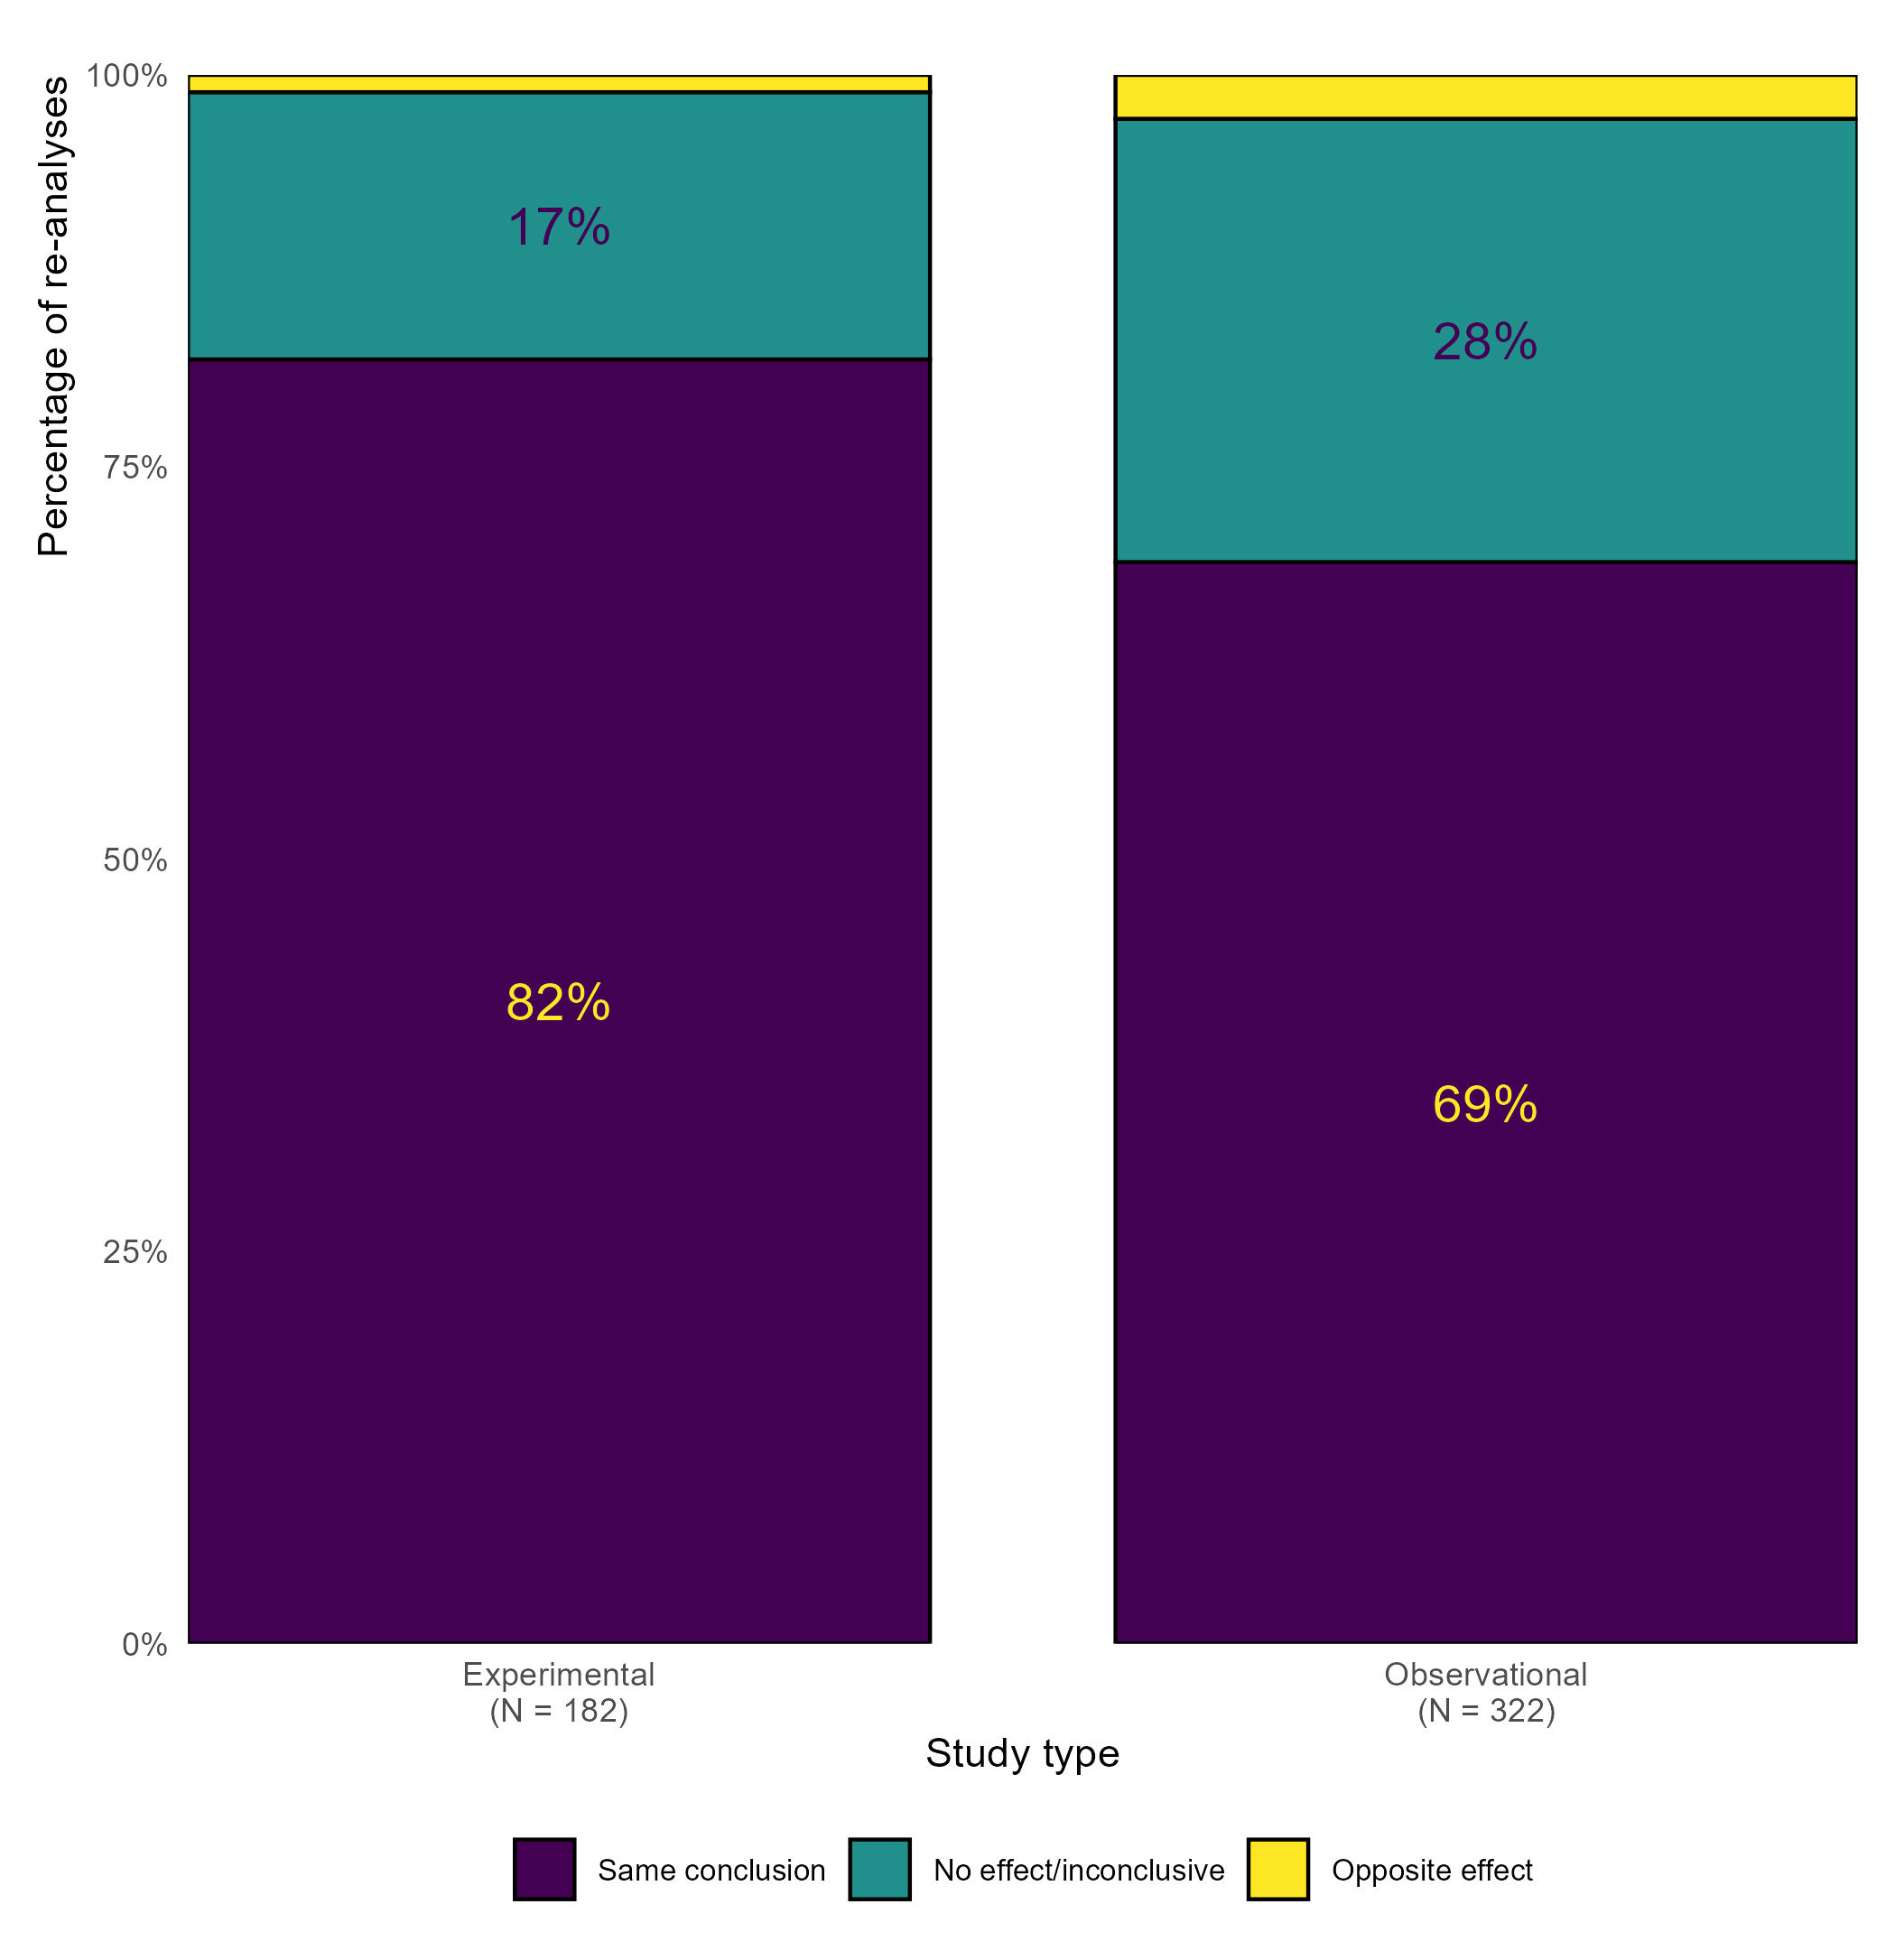 Percentage of re-analyses
100%
75%
50%
25%
0%
17%
82%
28%
69%
Experimental
(N = 182)
Observational
(N = 322)
Study type
Same conclusion
No effect/inconclusive
Opposite effect